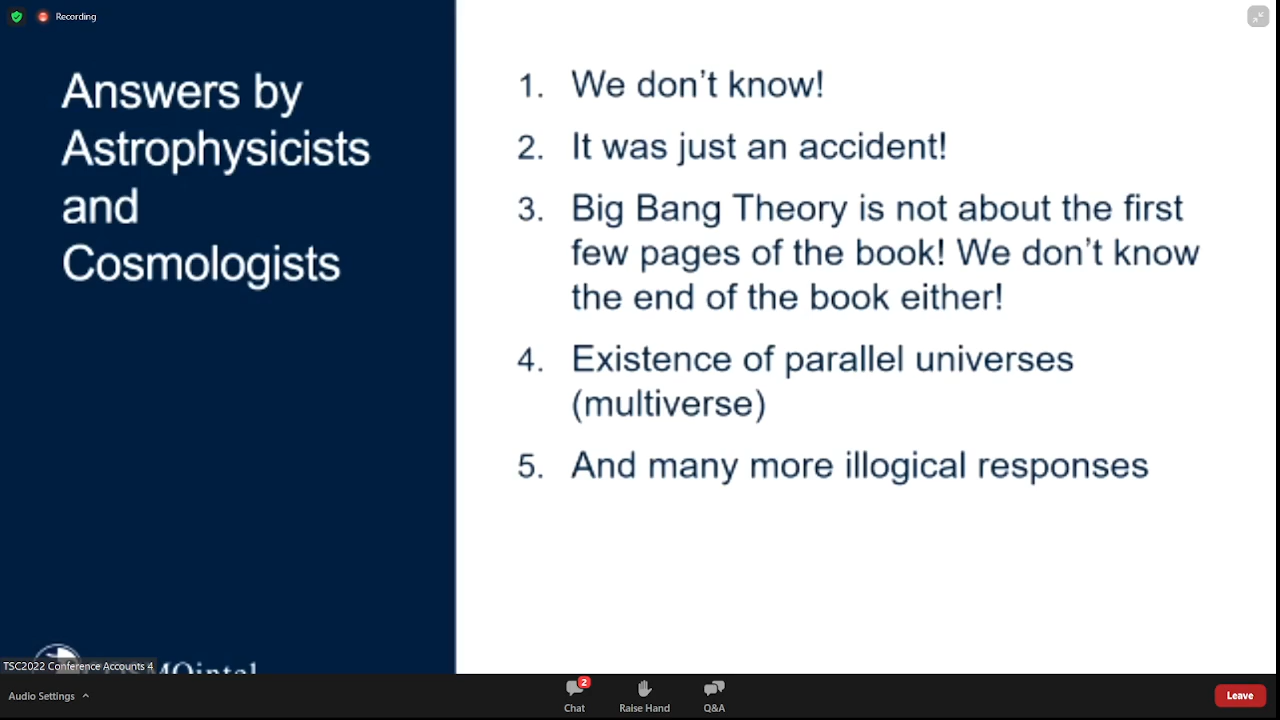 Recording
Answers by
Astrophysicists
and
Cosmologists
1. We don't know!
2. It was just an accident!
3. Big Bang Theory is not about the first
few pages of the book! We don't know
the end of the book either!
4. Existence of parallel universes
(multiverse)
5. And many more illogical responses
TSC2022 Conference Accounts 4
Audio Settings
2
Chat
Raise Hand
Q&A
Leave